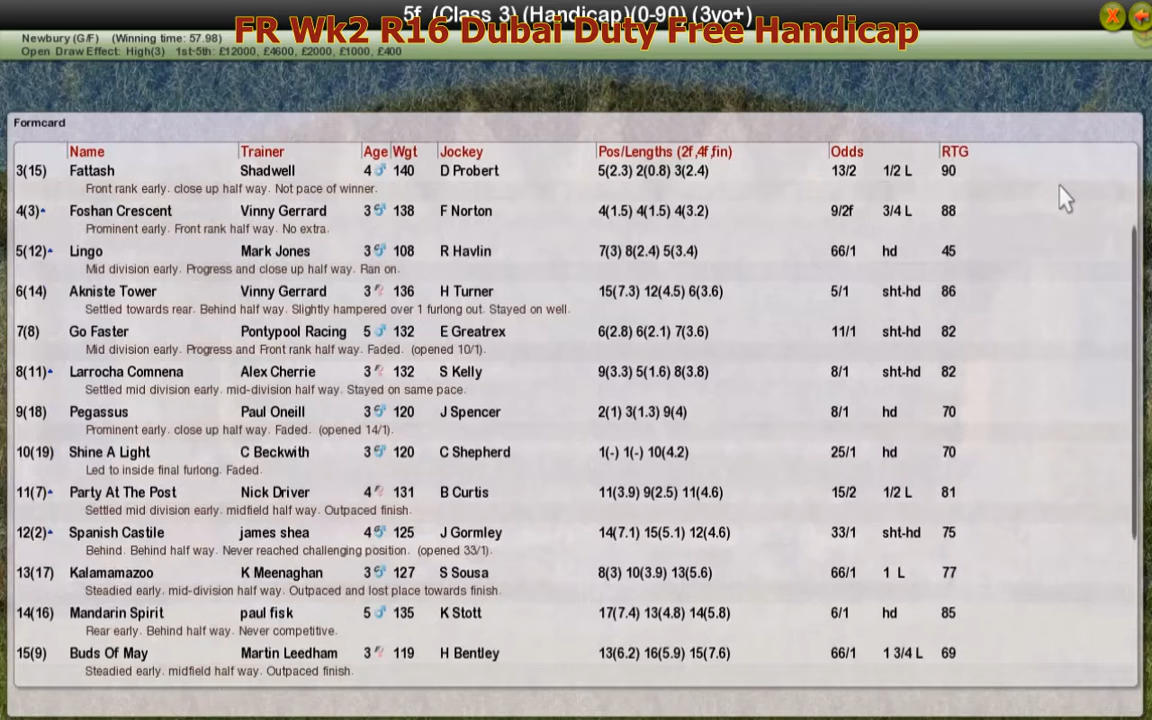 5f, (Class 3) (Handicap)(0-90) (3yo+)
FR Wk2 R16 Dubai Duty Free Handicap
Newbury (G/F) (Winning time: 57.98)
Open Draw Effect: High(3) 1st-5th: £12000, £4600, £2000, £1000, £400
Formcard
Name Trainer Age Wgt Jockey Pos/Lengths (2f,4f,fin) Odds RTG
3(15) Fattash Shadwell 4 140 D Probert 5(2.3) 2(0.8) 3(2.4) 13/2 1/2 L 90
Front rank early. close up half way. Not pace of winner.
4(3) Foshan Crescent Vinny Gerrard 3 138 F Norton 4(1.5) 4(1.5) 4(3.2) 9/2f 3/4 L 88
Prominent early. Front rank half way. No extra.
5(12) Lingo Mark Jones 3 108 R Havlin 7(3) 8(2.4) 5(3.4) 66/1 hd 45
Mid division early. Progress and close up half way. Ran on.
6(14) Akniste Tower Vinny Gerrard 3 136 H Turner 15(7.3) 12(4.5) 6(3.6) 5/1 sht-hd 86
Settled towards rear. Behind half way. Slightly hampered over 1 furlong out. Stayed on well.
7(8) Go Faster Pontypool Racing 5 132 E Greatrex 6(2.8) 6(2.1) 7(3.6) 11/1 sht-hd 82
Mid division early. Progress and Front rank half way. Faded. (opened 10/1).
8(11) Larrocha Comnena Alex Cherrie 3 132 S Kelly 9(3.3) 5(1.6) 8(3.8) 8/1 sht-hd 82
Settled mid division early. mid-division half way. Stayed on same pace.
9(18) Pegassus Paul Oneill 3 120 J Spencer 2(1) 3(1.3) 9(4) 8/1 hd 70
Prominent early. close up half way. Faded. (opened 14/1).
10(19) Shine A Light C Beckwith 3 120 C Shepherd 1(-) 1(-) 10(4.2) 25/1 hd 70
Led to inside final furlong. Faded.
11(7) Party At The Post Nick Driver 4 131 B Curtis 11(3.9) 9(2.5) 11(4.6) 15/2 1/2 L 81
Settled mid division early. midfield half way. Outpaced finish.
12(2) Spanish Castile james shea 4 125 J Gormley 14(7.1) 15(5.1) 12(4.6) 33/1 sht-hd 75
Behind. Behind half way. Never reached challenging position. (opened 33/1).
13(17) Kalamamazoo K Meenaghan 3 127 S Sousa 8(3) 10(3.9) 13(5.6) 66/1 1 L 77
Steadied early. mid-division half way. Outpaced and lost place towards finish.
14(16) Mandarin Spirit paul fisk 5 135 K Stott 17(7.4) 13(4.8) 14(5.8) 6/1 hd 85
Rear early. Behind half way. Never competitive.
15(9) Buds Of May Martin Leedham 3 119 H Bentley 13(6.2) 16(5.9) 15(7.6) 66/1 1 3/4 L 69
Steadied early. midfield half way. Outpaced finish.